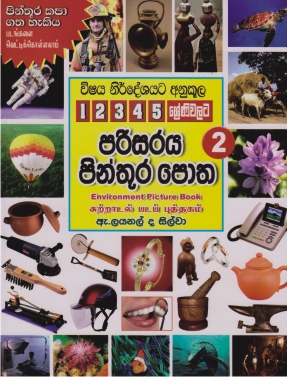 පින්තූර කපා
ගත හැකිය
படங்களை
வெட்டிக்கொள்ளலாம்
විෂය නිර්දේශයට අනුකූල
1 2 3 4 5 ශ්‍රේණිවලට
පරිසරය 2
පින්තූර පොත
Environment Picture Book
சுற்றாடல் படப் புத்தகம்
ඇ.ලයනල් ද සිල්වා